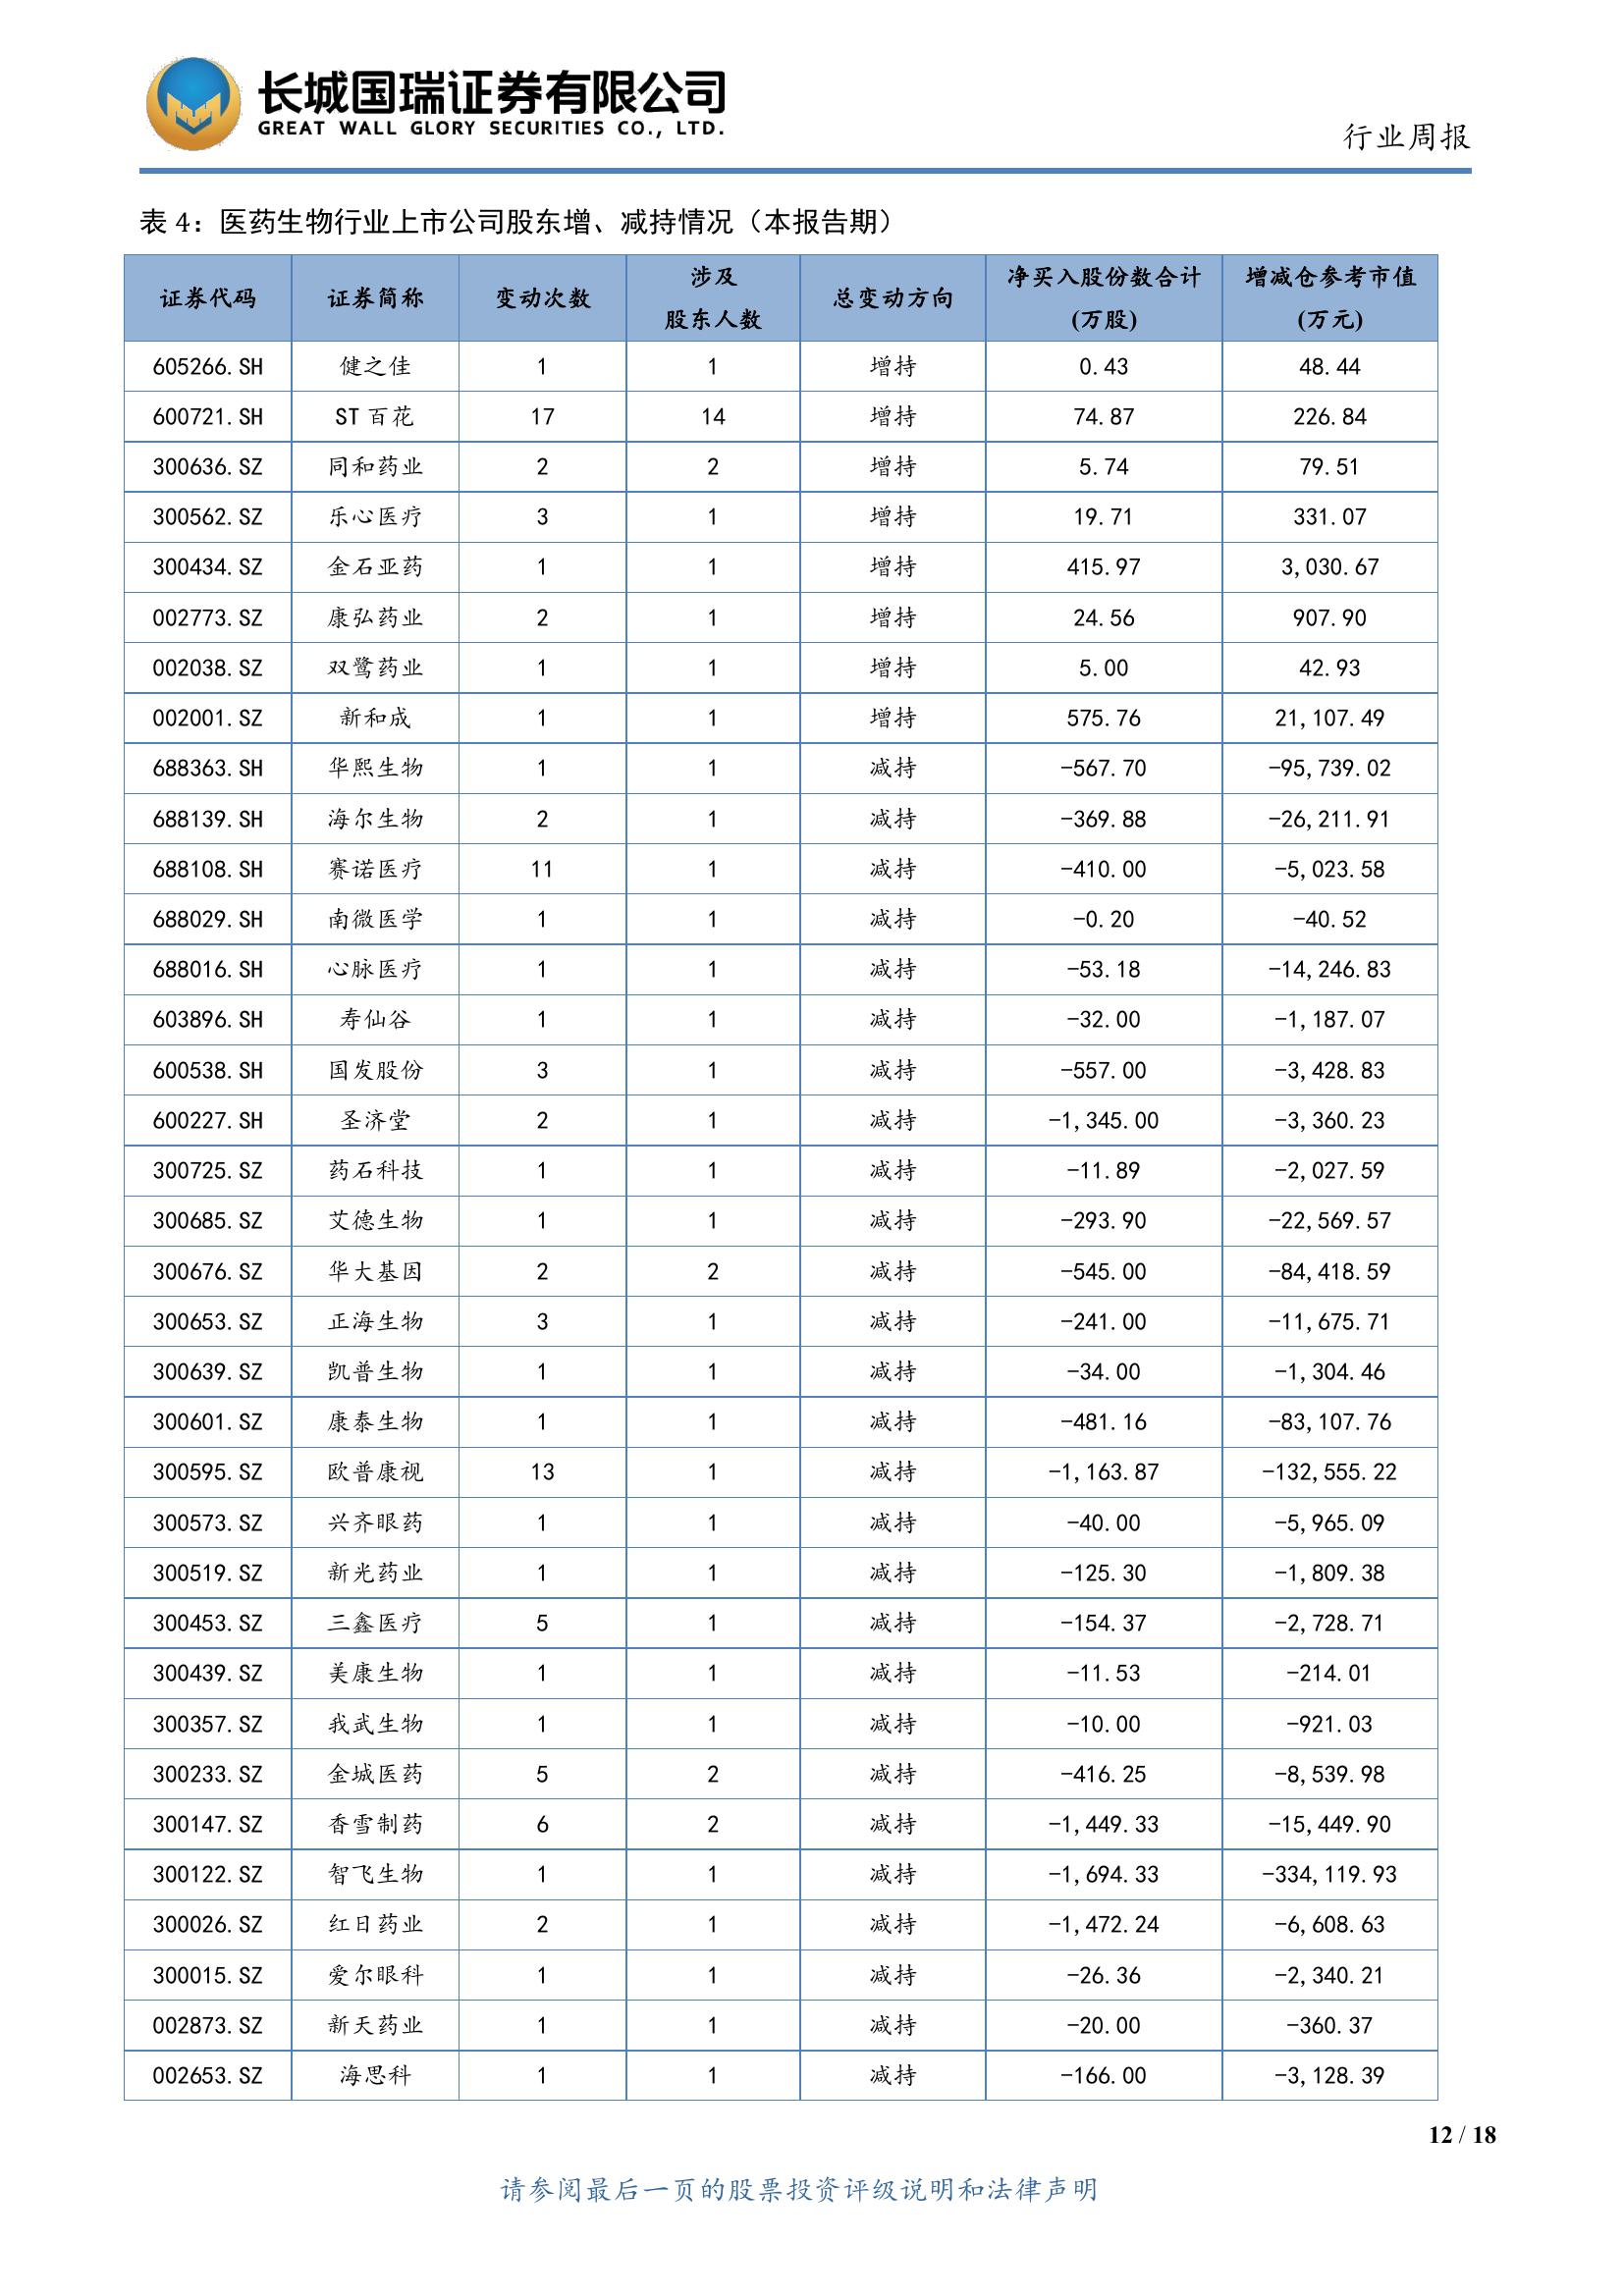 长城国瑞证券有限公司
GREAT WALL GLORY SECURITIES CO., LTD.
行业周报
表 4：医药生物行业上市公司股东增、减持情况（本报告期）
证券代码 证券简称 变动次数 涉及股东人数 总变动方向 净买入股份数合计(万股) 增减仓参考市值(万元)
605266.SH 健之佳 1 1 增持 0.43 48.44
600721.SH ST 百花 17 14 增持 74.87 226.84
300636.SZ 同和药业 2 2 增持 5.74 79.51
300562.SZ 乐心医疗 3 1 增持 19.71 331.07
300434.SZ 金石亚药 1 1 增持 415.97 3,030.67
002773.SZ 康弘药业 2 1 增持 24.56 907.90
002038.SZ 双鹭药业 1 1 增持 5.00 42.93
002001.SZ 新和成 1 1 增持 575.76 21,107.49
688363.SH 华熙生物 1 1 减持 -567.70 -95,739.02
688139.SH 海尔生物 2 1 减持 -369.88 -26,211.91
688108.SH 赛诺医疗 11 1 减持 -410.00 -5,023.58
688029.SH 南微医学 1 1 减持 -0.20 -40.52
688016.SH 心脉医疗 1 1 减持 -53.18 -14,246.83
603896.SH 寿仙谷 1 1 减持 -32.00 -1,187.07
600538.SH 国发股份 3 1 减持 -557.00 -3,428.83
600227.SH 圣济堂 2 1 减持 -1,345.00 -3,360.23
300725.SZ 药石科技 1 1 减持 -11.89 -2,027.59
300685.SZ 艾德生物 1 1 减持 -293.90 -22,569.57
300676.SZ 华大基因 2 2 减持 -545.00 -84,418.59
300653.SZ 正海生物 3 1 减持 -241.00 -11,675.71
300639.SZ 凯普生物 1 1 减持 -34.00 -1,304.46
300601.SZ 康泰生物 1 1 减持 -481.16 -83,107.76
300595.SZ 欧普康视 13 1 减持 -1,163.87 -132,555.22
300573.SZ 兴齐眼药 1 1 减持 -40.00 -5,965.09
300519.SZ 新光药业 1 1 减持 -125.30 -1,809.38
300453.SZ 三鑫医疗 5 1 减持 -154.37 -2,728.71
300439.SZ 美康生物 1 1 减持 -11.53 -214.01
300357.SZ 我武生物 1 1 减持 -10.00 -921.03
300233.SZ 金城医药 5 2 减持 -416.25 -8,539.98
300147.SZ 香雪制药 6 2 减持 -1,449.33 -15,449.90
300122.SZ 智飞生物 1 1 减持 -1,694.33 -334,119.93
300026.SZ 红日药业 2 1 减持 -1,472.24 -6,608.63
300015.SZ 爱尔眼科 1 1 减持 -26.36 -2,340.21
002873.SZ 新天药业 1 1 减持 -20.00 -360.37
002653.SZ 海思科 1 1 减持 -166.00 -3,128.39
12 / 18
请参阅最后一页的股票投资评级说明和法律声明